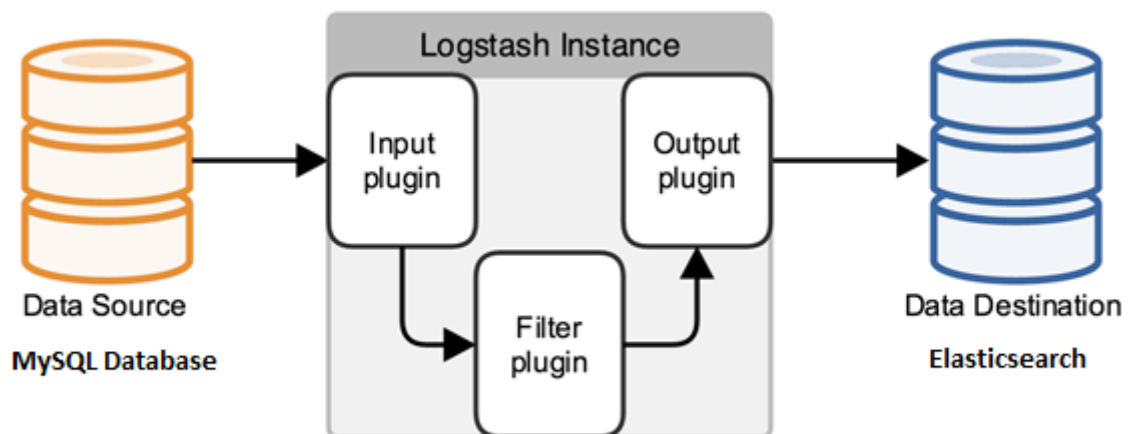 Logstash Instance
Input
plugin
Output
plugin
Filter
plugin
Data Source
MySQL Database
Data Destination
Elasticsearch